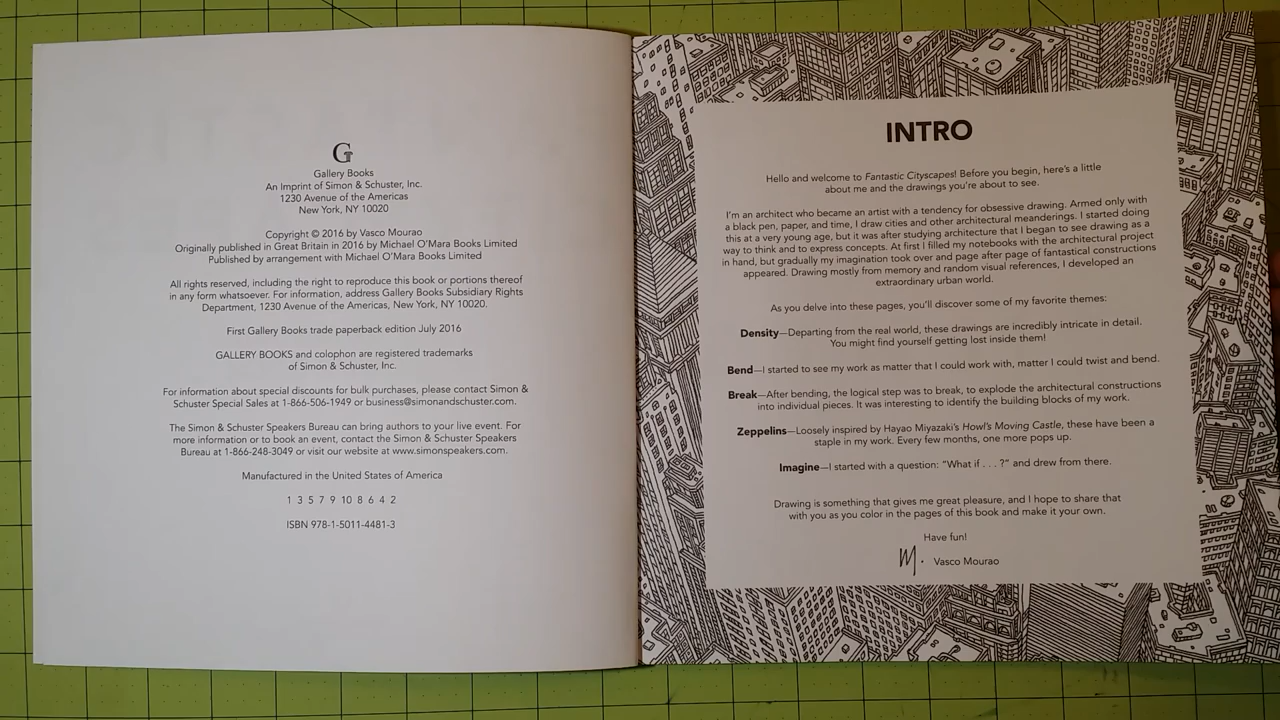 G
Gallery Books
An Imprint of Simon & Schuster, Inc.
1230 Avenue of the Americas
New York, NY 10020
Copyright © 2016 by Vasco Mourao
Originally published in Great Britain in 2016 by Michael O'Mara Books Limited
Published by arrangement with Michael O'Mara Books Limited
All rights reserved, including the right to reproduce this book or portions thereof
in any form whatsoever. For information, address Gallery Books Subsidiary Rights
Department, 1230 Avenue of the Americas, New York, NY 10020.
First Gallery Books trade paperback edition July 2016
GALLERY BOOKS and colophon are registered trademarks
of Simon & Schuster, Inc.
For information about special discounts for bulk purchases, please contact Simon &
Schuster Special Sales at 1-866-506-1949 or business@simonandschuster.com.
The Simon & Schuster Speakers Bureau can bring authors to your live event. For
more information or to book an event, contact the Simon & Schuster Speakers
Bureau at 1-866-248-3049 or visit our website at www.simonspeakers.com.
Manufactured in the United States of America
1 3 5 7 9 10 8 6 4 2
ISBN 978-1-5011-4481-3
INTRO
Hello and welcome to Fantastic Cityscapes! Before you begin, here's a little
about me and the drawings you're about to see.
I'm an architect who became an artist with a tendency for obsessive drawing. Armed only with
a black pen, paper, and time, I draw cities and other architectural meanderings. I started doing
this at a very young age, but it was after studying architecture that I began to see drawing as a
way to think and to express concepts. At first I filled my notebooks with the architectural project
in hand, but gradually my imagination took over and page after page of fantastical constructions
appeared. Drawing mostly from memory and random visual references, I developed an
extraordinary urban world.
As you delve into these pages, you'll discover some of my favorite themes:
Density—Departing from the real world, these drawings are incredibly intricate in detail.
You might find yourself getting lost inside them!
Bend—I started to see my work as matter that I could work with, matter I could twist and bend.
Break—After bending, the logical step was to break, to explode the architectural constructions
into individual pieces. It was interesting to identify the building blocks of my work.
Zeppelins—Loosely inspired by Hayao Miyazaki's Howl's Moving Castle, these have been a
staple in my work. Every few months, one more pops up.
Imagine—I started with a question: "What if . . . ?" and drew from there.
Drawing is something that gives me great pleasure, and I hope to share that
with you as you color in the pages of this book and make it your own.
Have fun!
M. Vasco Mourao